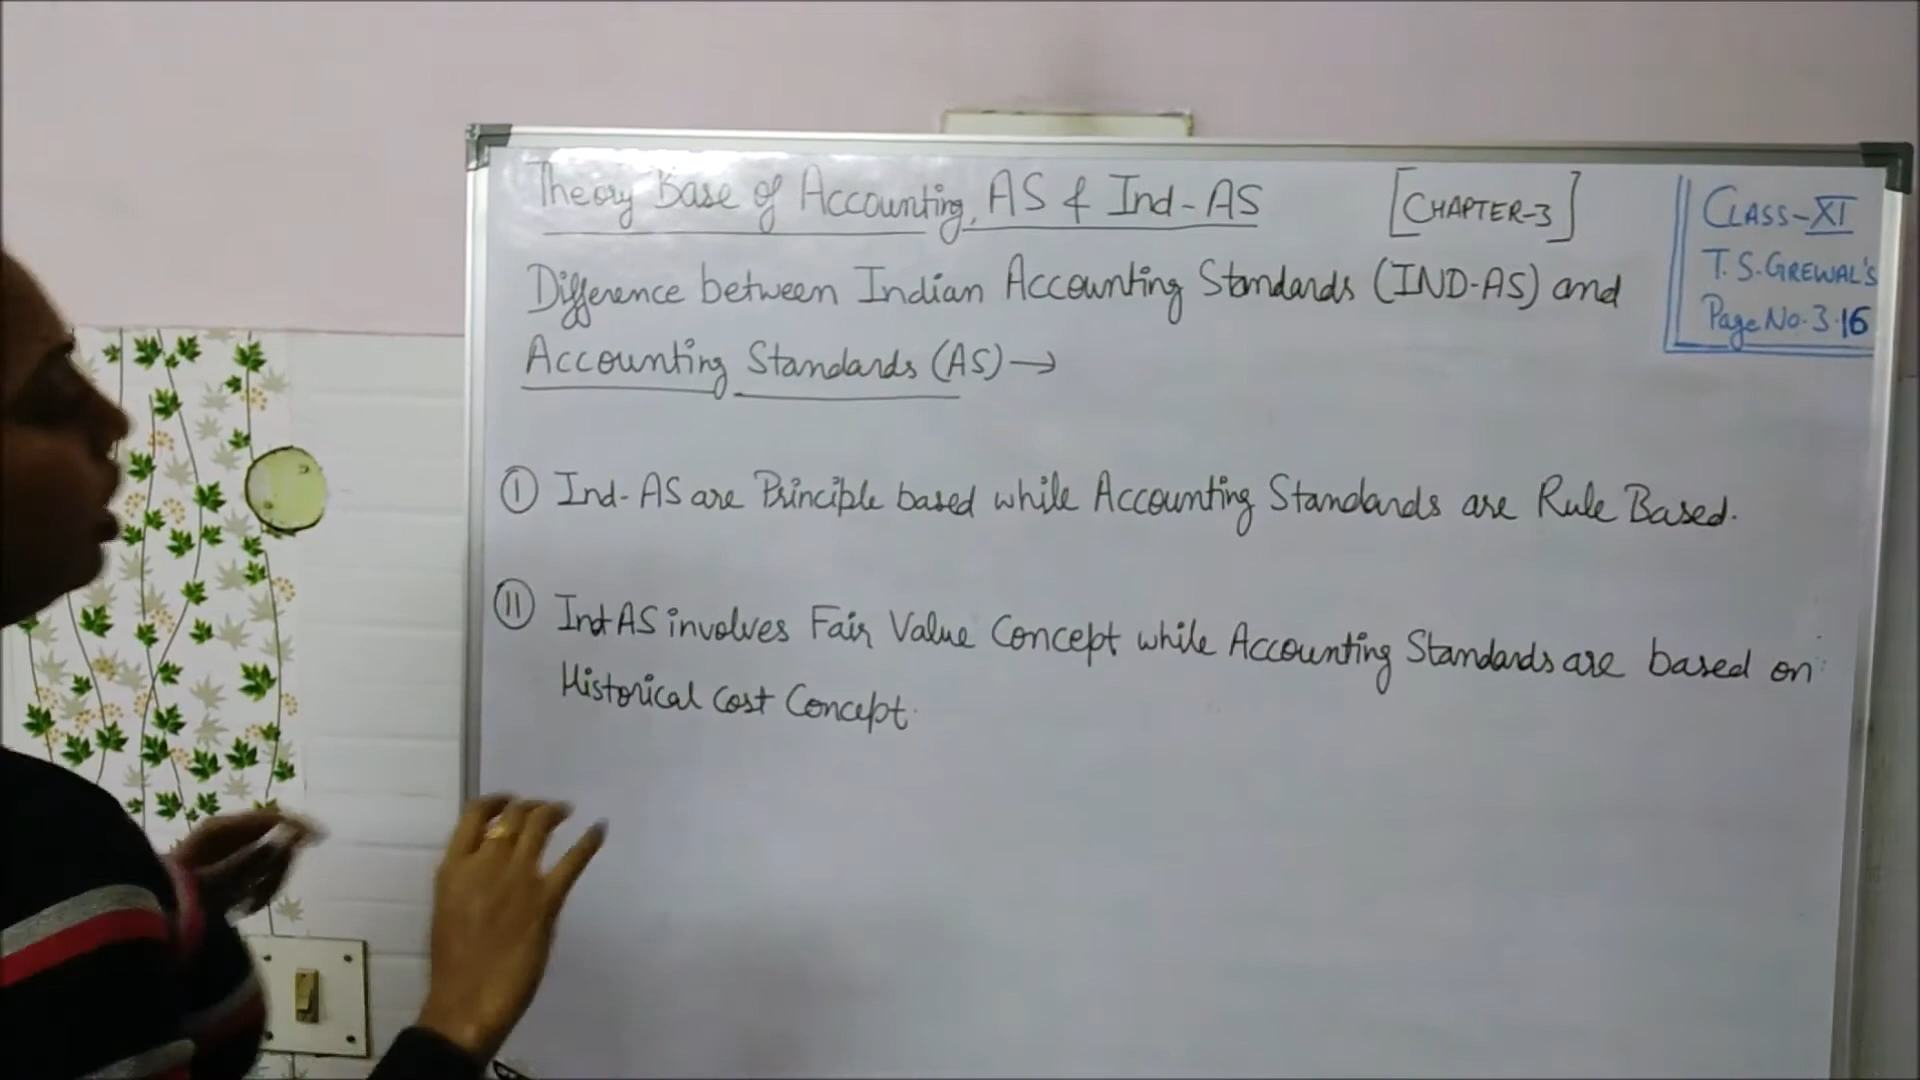 Theory Base of Accounting, AS & Ind-AS
[CHAPTER-3]
CLASS-XI
T.S. GREWAL'S
Page No. 3.16
Difference between Indian Accounting Standards (IND-AS) and
Accounting Standards (AS) →
I Ind-AS are Principle based while Accounting Standards are Rule Based.
II Ind-AS involves Fair Value Concept while Accounting Standards are based on
Historical Cost Concept.